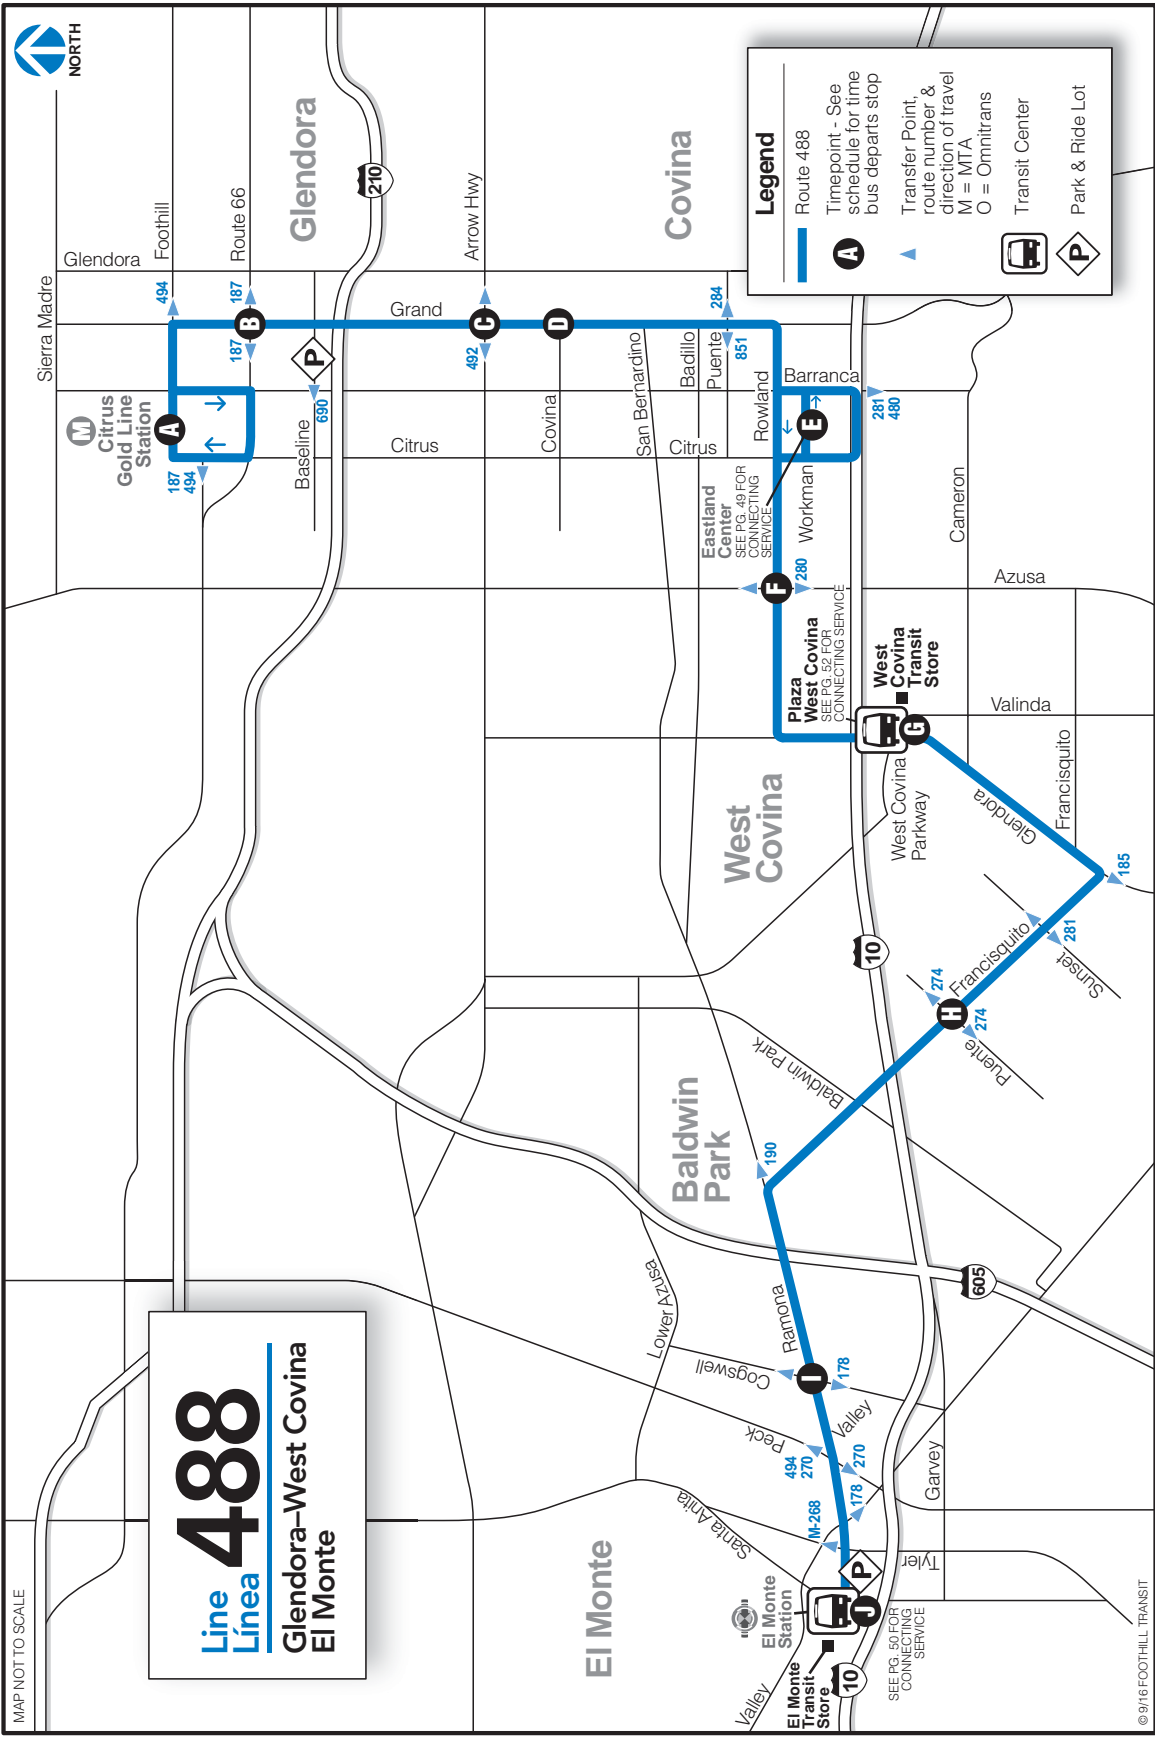 MAP NOT TO SCALE
Line
Línea
488
Glendora–West Covina
El Monte
NORTH
Legend
Route 488
A
Timepoint - See
schedule for time
bus departs stop
Transfer Point,
route number &
direction of travel
M = MTA
O = Omnitrans
Transit Center
P
Park & Ride Lot
Sierra Madre
Glendora
Foothill
Route 66
Glendora
210
Arrow Hwy
Covina
494
187
B
187
Grand
P
690
C
492
D
284
Puente
851
Badillo
San Bernardino
Covina
Citrus
Baseline
Citrus
M
Citrus
Gold Line
Station
A
187
494
Rowland
Barranca
E
281
480
Workman
Eastland
Center
SEE PG. 49 FOR
CONNECTING
SERVICE
Cameron
F
280
Azusa
Plaza
West Covina
SEE PG. 52 FOR
CONNECTING SERVICE
West
Covina
Transit
Store
G
Valinda
West Covina
Parkway
Glendora
Francisquito
West
Covina
185
10
Francisquito
281
Sunset
274
H
274
Puente
Baldwin Park
Baldwin
Park
190
605
Ramona
Lower Azusa
Cogswell
I
178
Valley
Peck
494
270
270
Garvey
178
M-268
Santa Anita
Tyler
El Monte
P
El Monte
Station
J
SEE PG. 50 FOR
CONNECTING
SERVICE
El Monte
Transit
Store
10
Valley
© 9/16 FOOTHILL TRANSIT